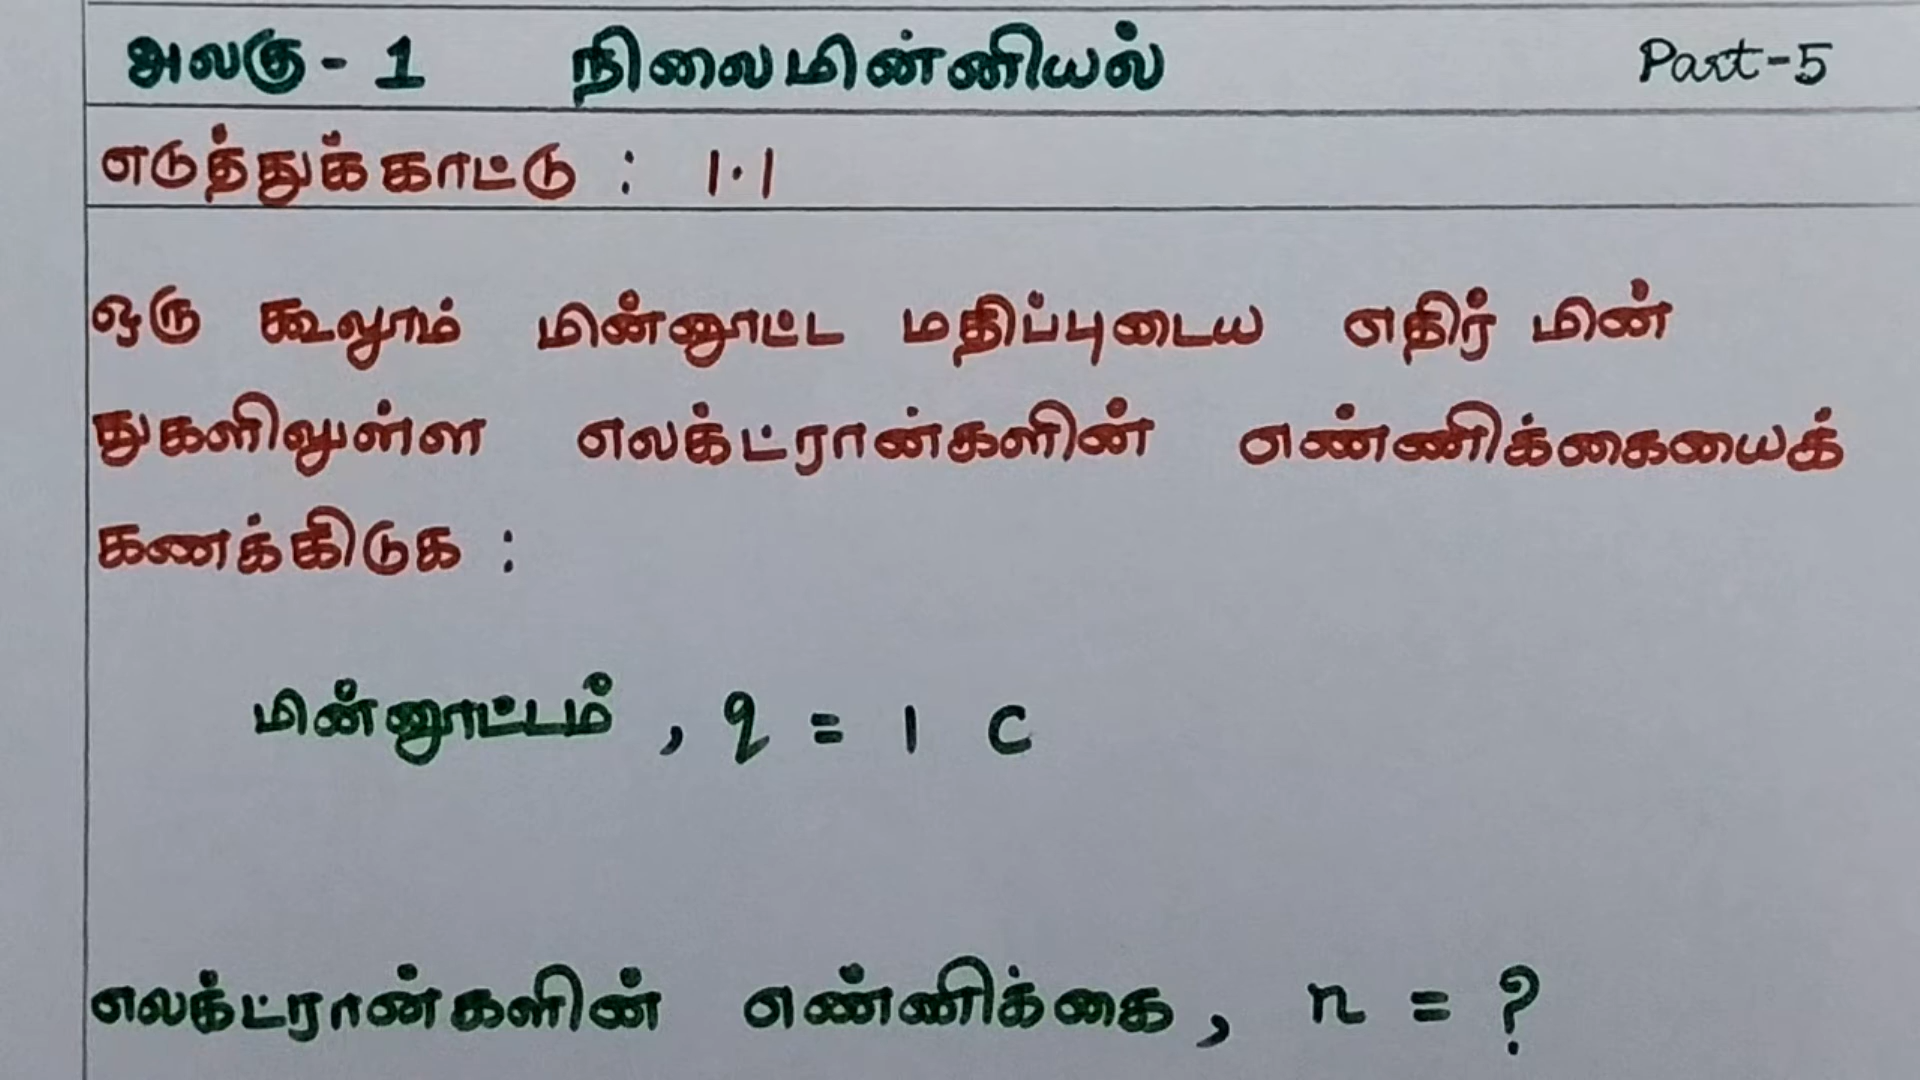 அலகு - 1 நிலைமின்னியல் Part-5
எடுத்துக்காட்டு : 1.1
ஒரு கூலூம் மின்னூட்ட மதிப்புடைய எதிர் மின்
துகளிலுள்ள எலக்ட்ரான்களின் எண்ணிக்கையைக்
கணக்கிடுக :
மின்னூட்டம் , q = 1 C
எலக்ட்ரான்களின் எண்ணிக்கை , n = ?